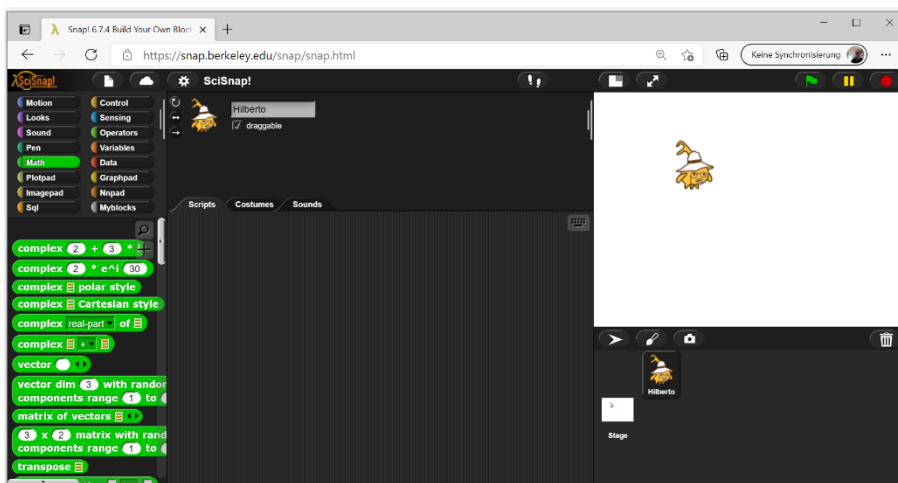 Snap! 6.7.4 Build Your Own Block
https://snap.berkeley.edu/snap/snap.html
Keine Synchronisierung
SciSnap!
SciSnap!
Motion Control
Looks Sensing
Sound Operators
Pen Variables
Math Data
Plotpad Graphpad
Imagepad Nnpad
Sql Myblocks
Hilberto
draggable
Scripts Costumes Sounds
complex 2 + 3 *
complex 2 * e^i 30
complex polar style
complex Cartesian style
complex real-part of
complex +
vector
vector dim 3 with random
components range 1 to
matrix of vectors
3 x 2 matrix with rand
components range 1 to
transpose
Hilberto
Stage